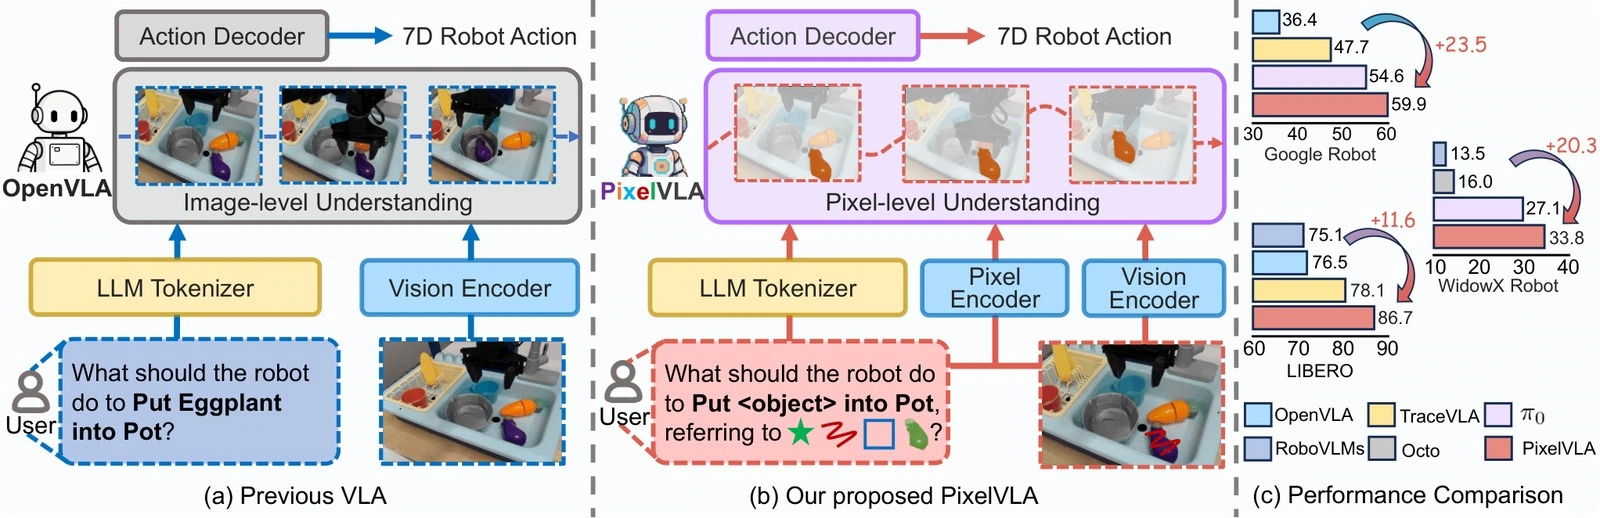 Action Decoder
7D Robot Action
OpenVLA
Image-level Understanding
LLM Tokenizer
Vision Encoder
User
What should the robot
do to Put Eggplant
into Pot?
(a) Previous VLA
Action Decoder
7D Robot Action
PixelVLA
Pixel-level Understanding
LLM Tokenizer
Pixel
Encoder
Vision
Encoder
User
What should the robot do
to Put <object> into Pot,
referring to ?
(b) Our proposed PixelVLA
36.4
47.7
54.6
59.9
+23.5
30 40 50 60
Google Robot
13.5
16.0
27.1
33.8
+20.3
10 20 30 40
WidowX Robot
75.1
76.5
78.1
86.7
+11.6
60 70 80 90
LIBERO
OpenVLA
TraceVLA
π0
RoboVLMs
Octo
PixelVLA
(c) Performance Comparison